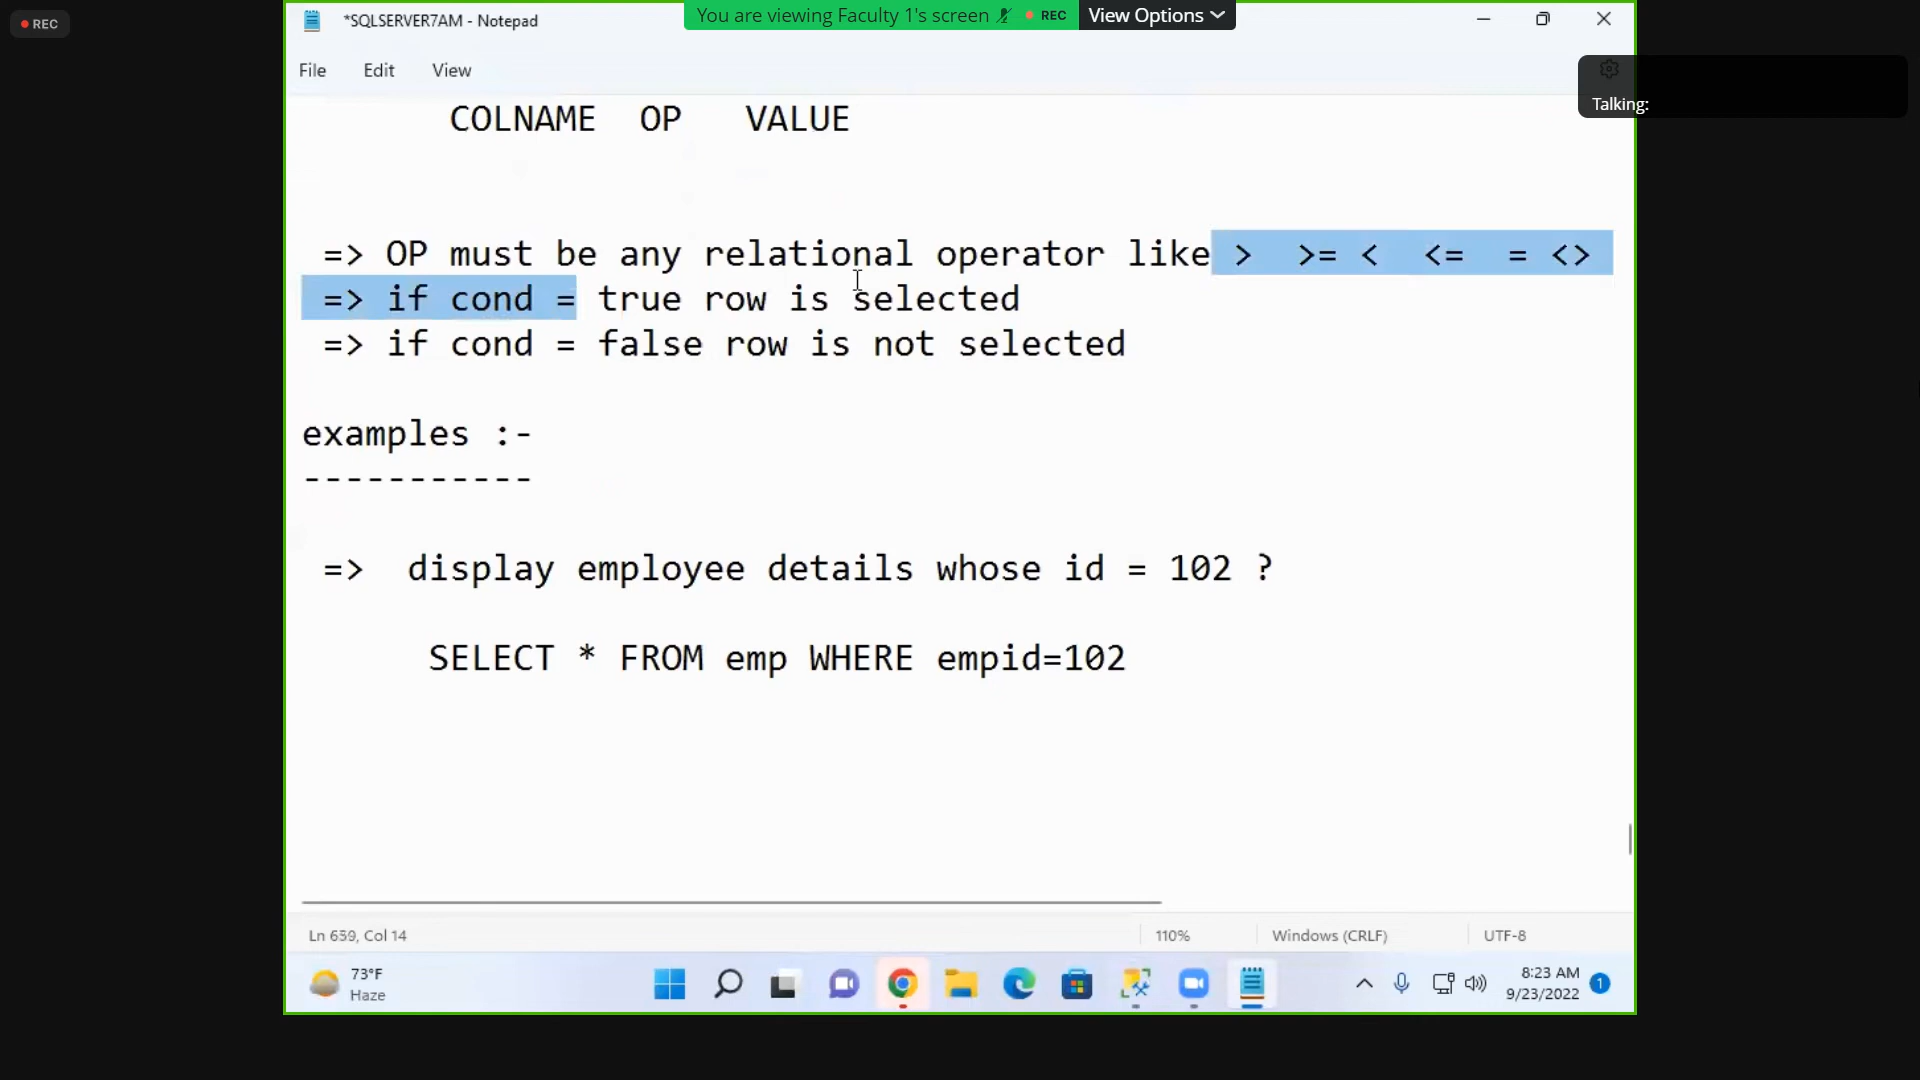 REC
*SQLSERVER7AM - Notepad
You are viewing Faculty 1's screen REC View Options
File Edit View
Talking:
COLNAME OP VALUE
=> OP must be any relational operator like > >= < <= = <>
=> if cond = true row is selected
=> if cond = false row is not selected
examples :-
-----------
=> display employee details whose id = 102 ?
SELECT * FROM emp WHERE empid=102
Ln 659, Col 14 110% Windows (CRLF) UTF-8
73°F
Haze
8:23 AM
9/23/2022
1